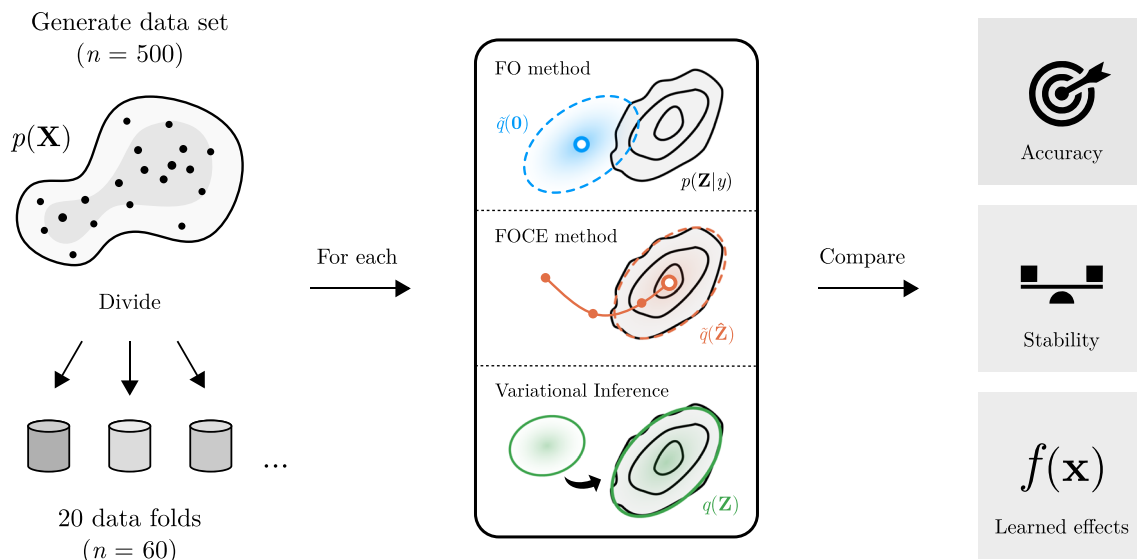 Generate data set
(n = 500)
p(X)
Divide
...
20 data folds
(n = 60)
For each
FO method
q̃(0)
p(Z|y)
FOCE method
q̃(Ẑ)
Variational Inference
q(Z)
Compare
Accuracy
Stability
f(x)
Learned effects